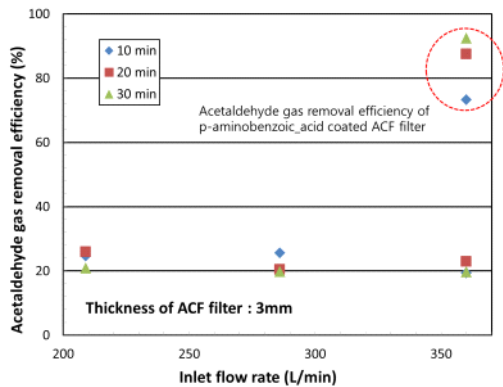 Acetaldehyde gas removal efficiency (%)
100
80
60
40
20
0
10 min
20 min
30 min
Acetaldehyde gas removal efficiency of
p-aminobenzoic_acid coated ACF filter
Thickness of ACF filter : 3mm
200
250
300
350
Inlet flow rate (L/min)